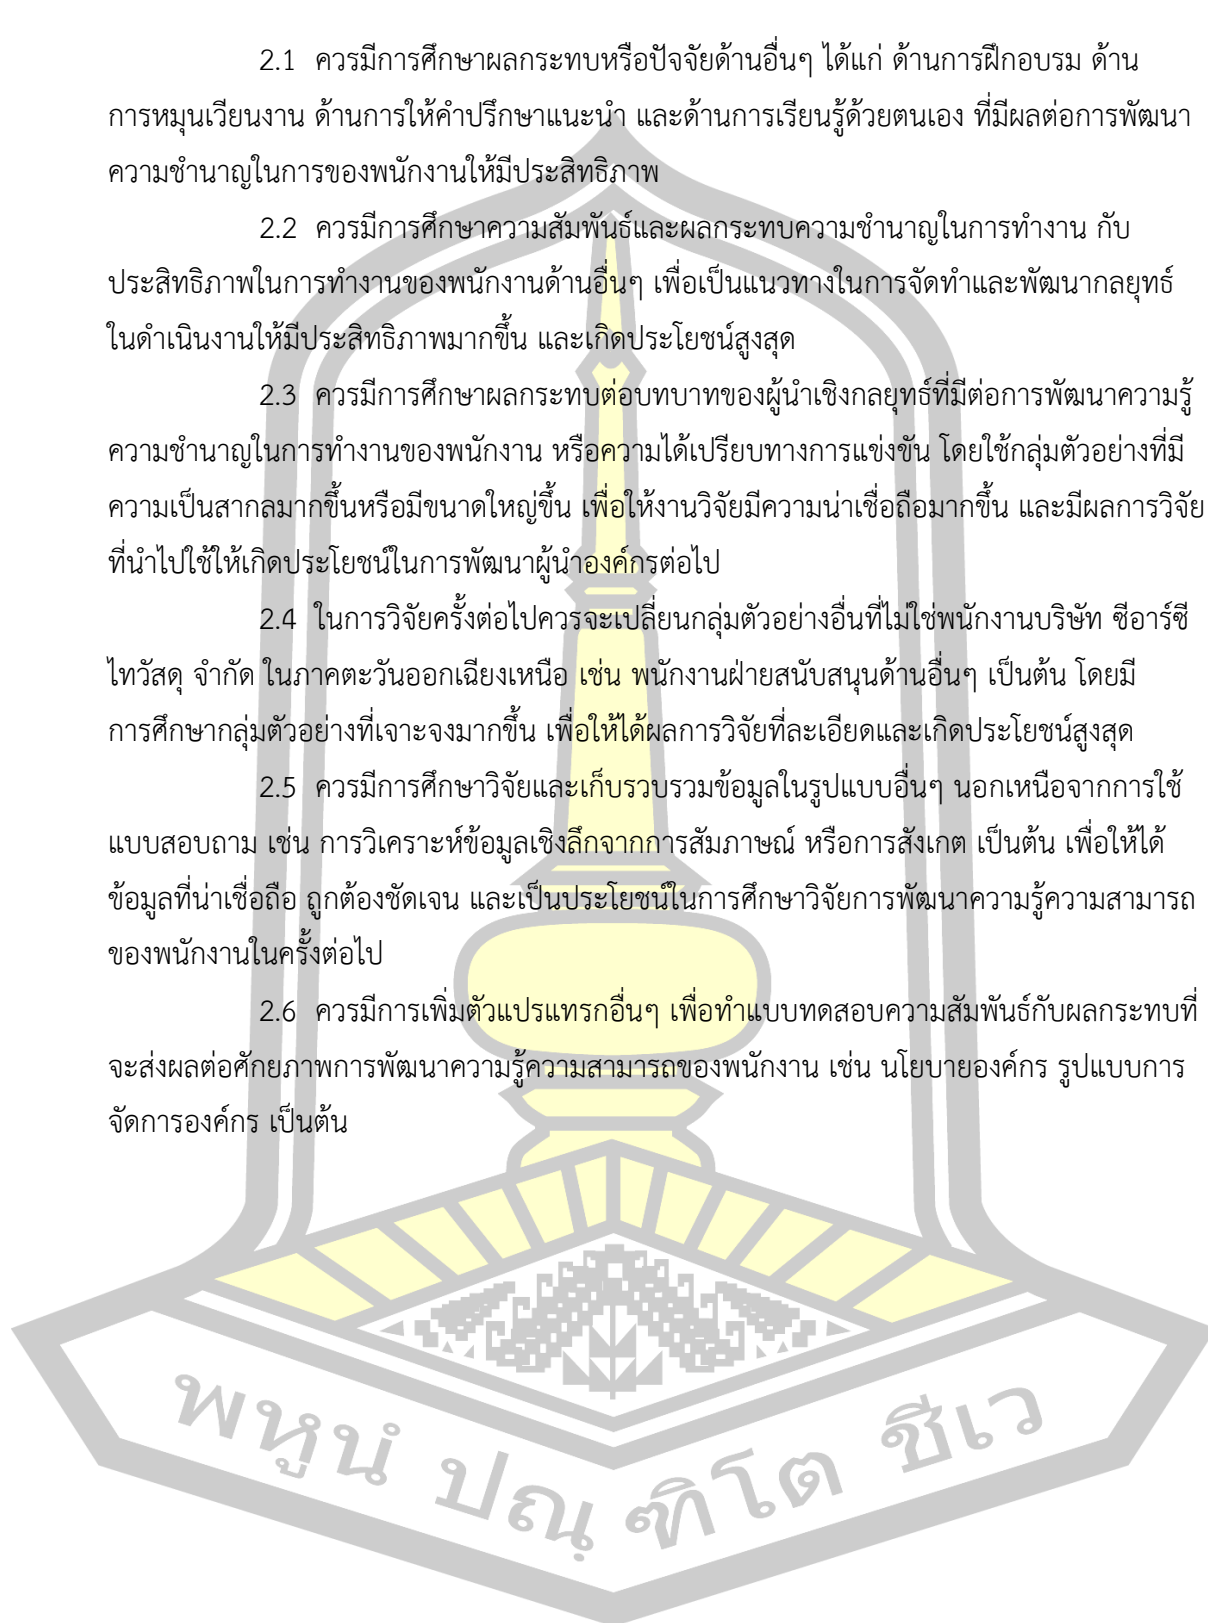 2.1 ควรมีการศึกษาผลกระทบหรือปัจจัยด้านอื่นๆ ได้แก่ ด้านการฝึกอบรม ด้าน
การหมุนเวียนงาน ด้านการให้คำปรึกษาแนะนำ และด้านการเรียนรู้ด้วยตนเอง ที่มีผลต่อการพัฒนา
ความชำนาญในการของพนักงานให้มีประสิทธิภาพ
2.2 ควรมีการศึกษาความสัมพันธ์และผลกระทบความชำนาญในการทำงาน กับ
ประสิทธิภาพในการทำงานของพนักงานด้านอื่นๆ เพื่อเป็นแนวทางในการจัดทำและพัฒนากลยุทธ์
ในดำเนินงานให้มีประสิทธิภาพมากขึ้น และเกิดประโยชน์สูงสุด
2.3 ควรมีการศึกษาผลกระทบต่อบทบาทของผู้นำเชิงกลยุทธ์ที่มีต่อการพัฒนาความรู้
ความชำนาญในการทำงานของพนักงาน หรือความได้เปรียบทางการแข่งขัน โดยใช้กลุ่มตัวอย่างที่มี
ความเป็นสากลมากขึ้นหรือมีขนาดใหญ่ขึ้น เพื่อให้งานวิจัยมีความน่าเชื่อถือมากขึ้น และมีผลการวิจัย
ที่นำไปใช้ให้เกิดประโยชน์ในการพัฒนาผู้นำองค์กรต่อไป
2.4 ในการวิจัยครั้งต่อไปควรจะเปลี่ยนกลุ่มตัวอย่างอื่นที่ไม่ใช่พนักงานบริษัท ซีอาร์ซี
ไทวัสดุ จำกัด ในภาคตะวันออกเฉียงเหนือ เช่น พนักงานฝ่ายสนับสนุนด้านอื่นๆ เป็นต้น โดยมี
การศึกษากลุ่มตัวอย่างที่เจาะจงมากขึ้น เพื่อให้ได้ผลการวิจัยที่ละเอียดและเกิดประโยชน์สูงสุด
2.5 ควรมีการศึกษาวิจัยและเก็บรวบรวมข้อมูลในรูปแบบอื่นๆ นอกเหนือจากการใช้
แบบสอบถาม เช่น การวิเคราะห์ข้อมูลเชิงลึกจากการสัมภาษณ์ หรือการสังเกต เป็นต้น เพื่อให้ได้
ข้อมูลที่น่าเชื่อถือ ถูกต้องชัดเจน และเป็นประโยชน์ในการศึกษาวิจัยการพัฒนาความรู้ความสามารถ
ของพนักงานในครั้งต่อไป
2.6 ควรมีการเพิ่มตัวแปรแทรกอื่นๆ เพื่อทำแบบทดสอบความสัมพันธ์กับผลกระทบที่
จะส่งผลต่อศักยภาพการพัฒนาความรู้ความสามารถของพนักงาน เช่น นโยบายองค์กร รูปแบบการ
จัดการองค์กร เป็นต้น
พหูนํ ปณฺฑิโต ชีเว